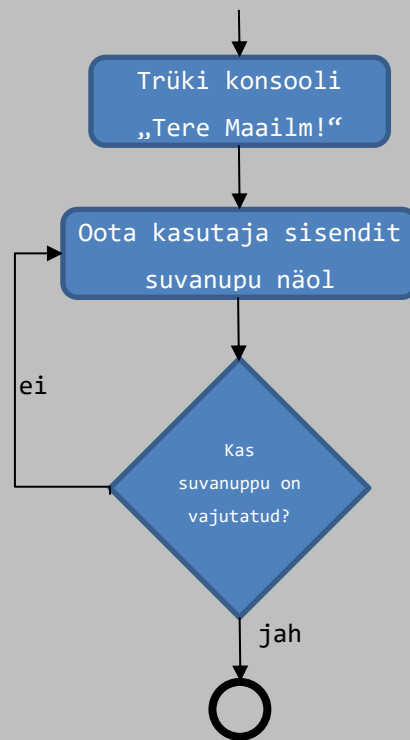 Trüki konsooli
„Tere Maailm!“
Oota kasutaja sisendit
suvanupu näol
ei
Kas
suvanuppu on
vajutatud?
jah